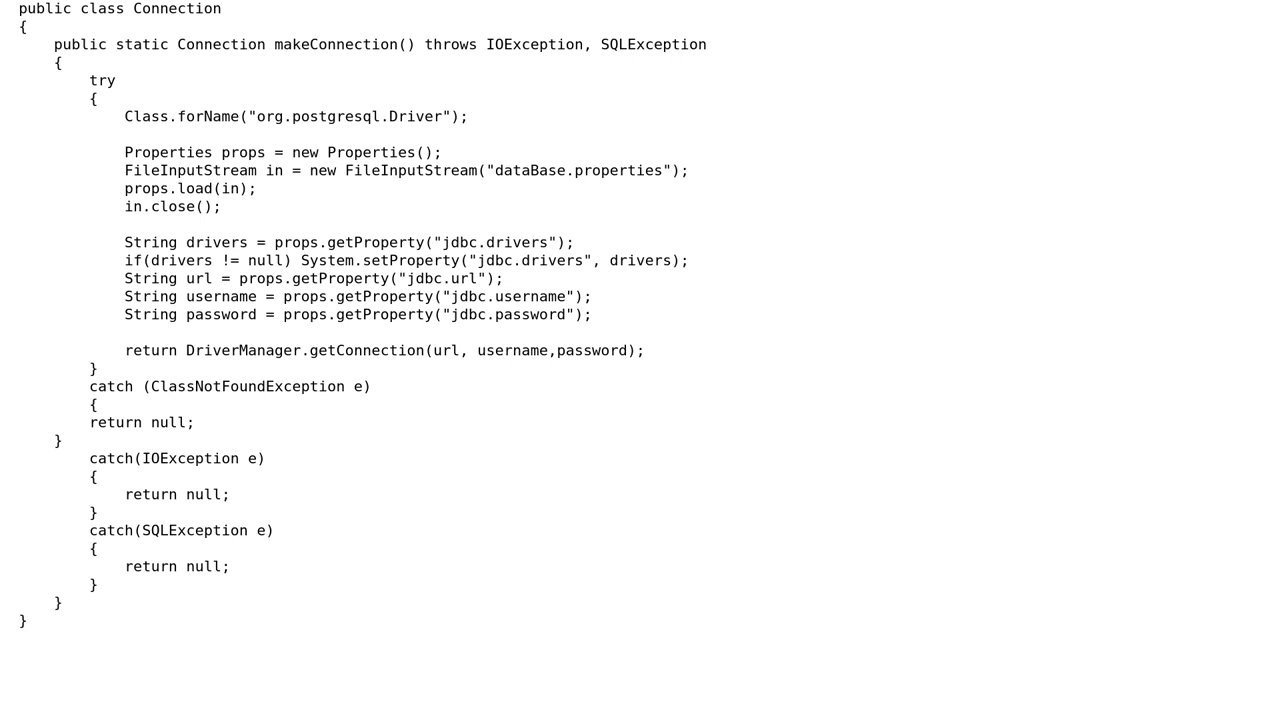 public class Connection
{
    public static Connection makeConnection() throws IOException, SQLException
    {
        try
        {
            Class.forName("org.postgresql.Driver");

            Properties props = new Properties();
            FileInputStream in = new FileInputStream("dataBase.properties");
            props.load(in);
            in.close();

            String drivers = props.getProperty("jdbc.drivers");
            if(drivers != null) System.setProperty("jdbc.drivers", drivers);
            String url = props.getProperty("jdbc.url");
            String username = props.getProperty("jdbc.username");
            String password = props.getProperty("jdbc.password");

            return DriverManager.getConnection(url, username,password);
        }
        catch (ClassNotFoundException e)
        {
        return null;
    }
        catch(IOException e)
        {
            return null;
        }
        catch(SQLException e)
        {
            return null;
        }
    }
}